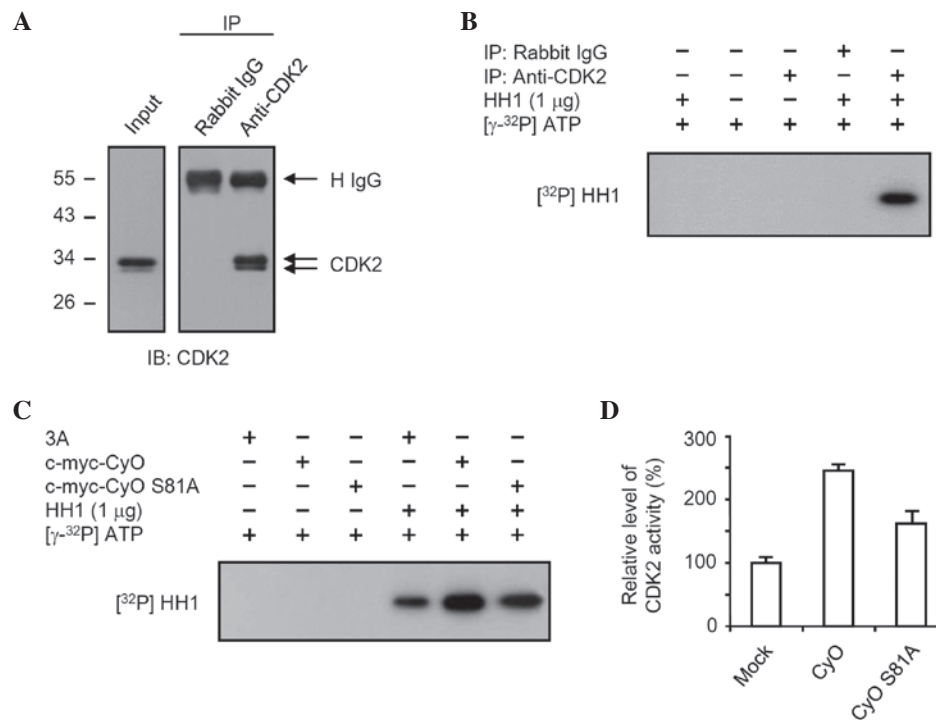 A
IP
Input
Rabbit IgG
Anti-CDK2
55
43
34
26
H IgG
CDK2
IB: CDK2
B
IP: Rabbit IgG − − − + −
IP: Anti-CDK2 − − + − +
HH1 (1 μg) + − − + +
[γ-³²P] ATP + + + + +
[³²P] HH1
C
3A + − − + − −
c-myc-CyO − + − − + −
c-myc-CyO S81A − − + − − +
HH1 (1 μg) − − − + + +
[γ-³²P] ATP + + + + + +
[³²P] HH1
D
Relative level of
CDK2 activity (%)
300
200
100
0
Mock
CyO
CyO S81A